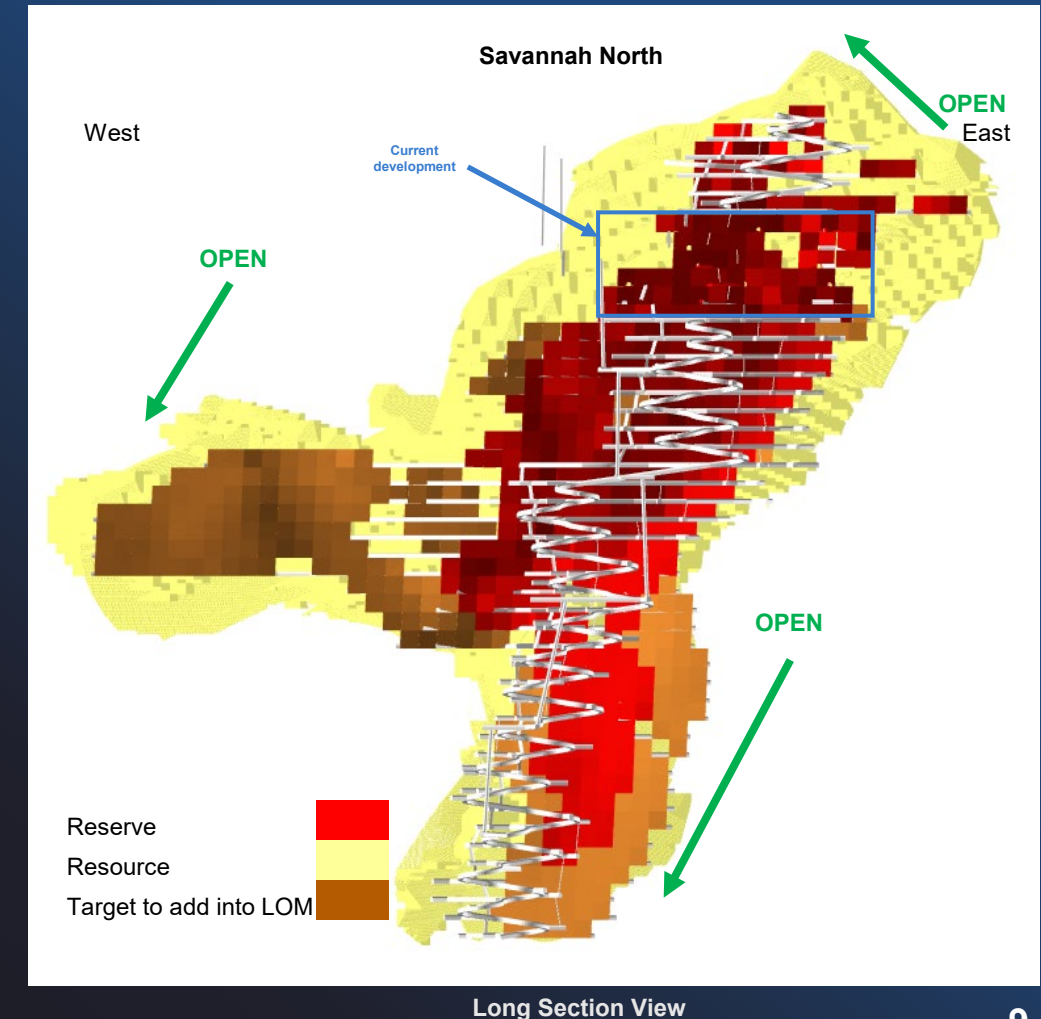 Savannah North
OPEN
West
East
Current
development
OPEN
OPEN
Reserve
Resource
Target to add into LOM
Long Section View
9